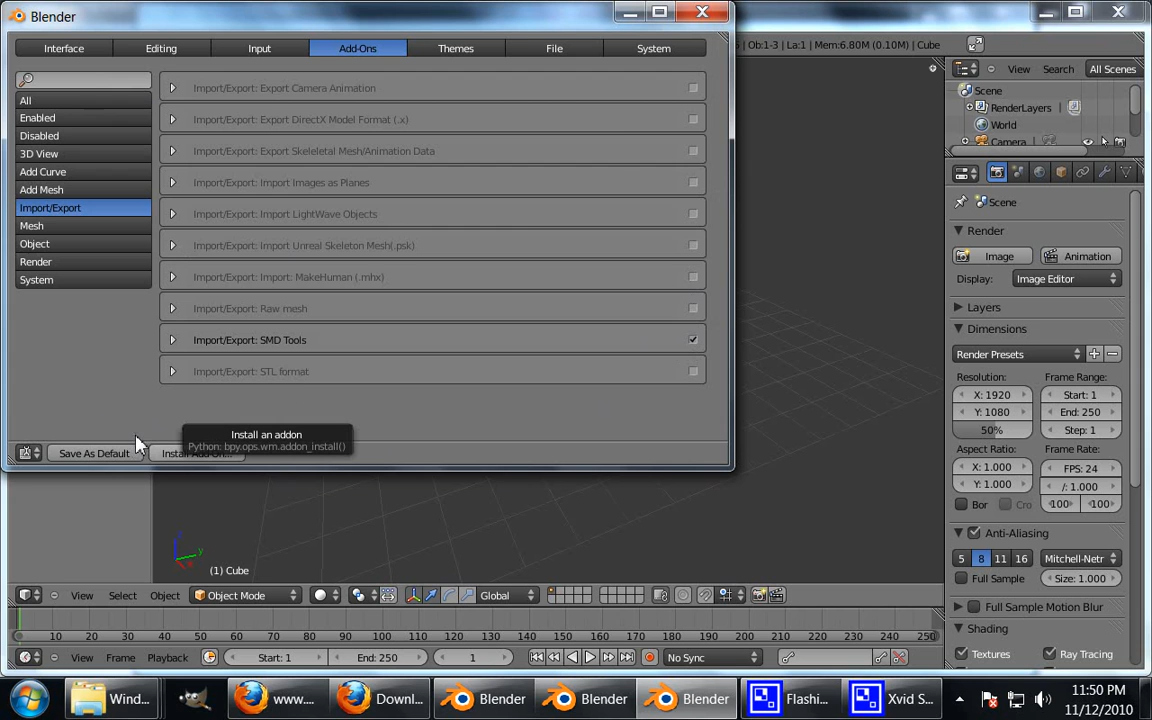 Blender
Interface
Editing
Input
Add-Ons
Themes
File
System
Ob:1-3 | La:1 | Mem:6.80M (0.10M) | Cube
All
Enabled
Disabled
3D View
Add Curve
Add Mesh
Import/Export
Mesh
Object
Render
System
Import/Export: Export Camera Animation
Import/Export: Export DirectX Model Format (.x)
Import/Export: Export Skeleletal Mesh/Animation Data
Import/Export: Import Images as Planes
Import/Export: Import LightWave Objects
Import/Export: Import Unreal Skeleton Mesh(.psk)
Import/Export: Import: MakeHuman (.mhx)
Import/Export: Raw mesh
Import/Export: SMD Tools
Import/Export: STL format
Install an addon
Python: bpy.ops.wm.addon_install()
Save As Default
Install Add-On...
View
Search
All Scenes
Scene
RenderLayers
World
Camera
Scene
Render
Image
Animation
Display:
Image Editor
Layers
Dimensions
Render Presets
Resolution:
Frame Range:
X: 1920
Start: 1
Y: 1080
End: 250
50%
Step: 1
Aspect Ratio:
Frame Rate:
X: 1.000
FPS: 24
Y: 1.000
/: 1.000
Bor
Cro
100
100
Anti-Aliasing
5
8
11
16
Mitchell-Netr
Full Sample
Size: 1.000
Full Sample Motion Blur
Shading
Textures
Ray Tracing
z
y
x
(1) Cube
View
Select
Object
Object Mode
Global
0
10
20
30
40
50
60
70
80
90
100
110
120
130
140
150
160
170
180
190
200
210
220
230
240
250
View
Frame
Playback
Start: 1
End: 250
1
No Sync
Wind...
www....
Downl...
Blender
Blender
Blender
Flashi...
Xvid S...
11:50 PM
11/12/2010